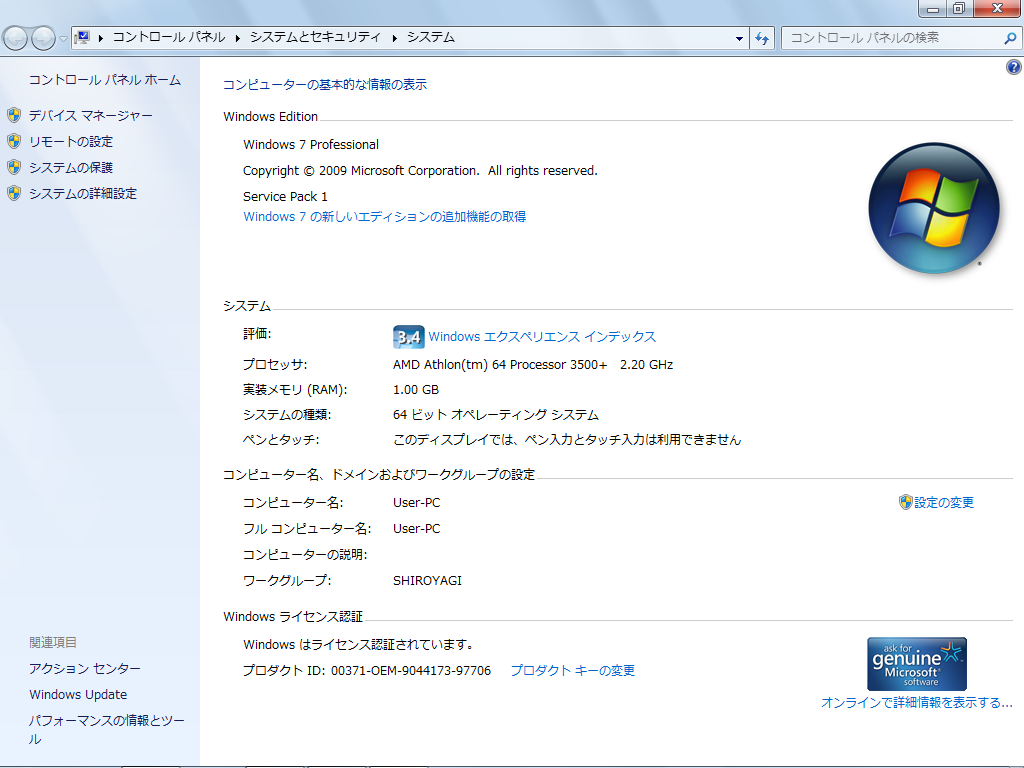 コントロール パネル ▸ システムとセキュリティ ▸ システム
コントロール パネルの検索
コントロール パネル ホーム
デバイス マネージャー
リモートの設定
システムの保護
システムの詳細設定
コンピューターの基本的な情報の表示
Windows Edition
Windows 7 Professional
Copyright © 2009 Microsoft Corporation. All rights reserved.
Service Pack 1
Windows 7 の新しいエディションの追加機能の取得
システム
評価: 3.4 Windows エクスペリエンス インデックス
プロセッサ: AMD Athlon(tm) 64 Processor 3500+ 2.20 GHz
実装メモリ (RAM): 1.00 GB
システムの種類: 64 ビット オペレーティング システム
ペンとタッチ: このディスプレイでは、ペン入力とタッチ入力は利用できません
コンピューター名、ドメインおよびワークグループの設定
コンピューター名: User-PC 設定の変更
フル コンピューター名: User-PC
コンピューターの説明:
ワークグループ: SHIROYAGI
Windows ライセンス認証
Windows はライセンス認証されています。
プロダクト ID: 00371-OEM-9044173-97706 プロダクト キーの変更
ask for
genuine
Microsoft
software
オンラインで詳細情報を表示する...
関連項目
アクション センター
Windows Update
パフォーマンスの情報とツー
ル